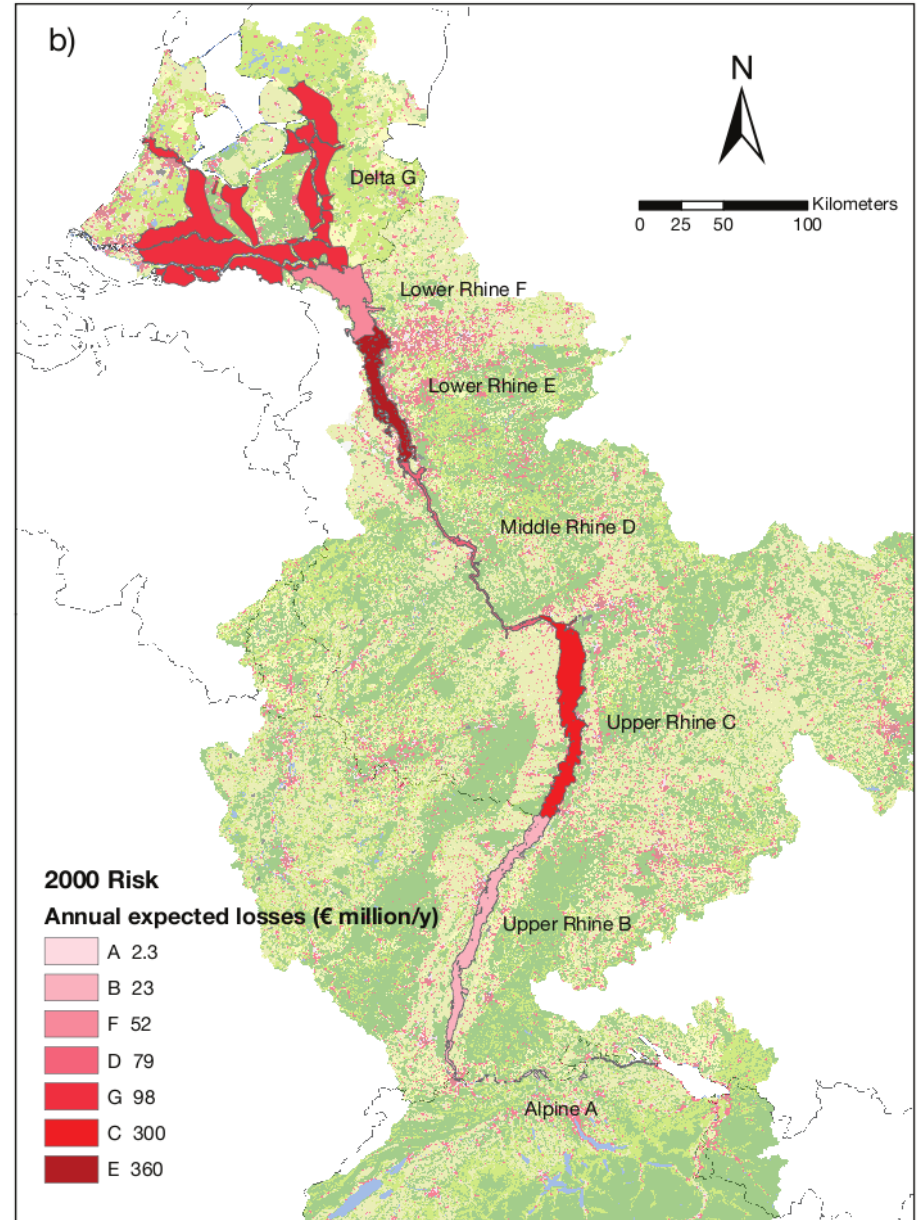 b)
N
Kilometers
0 25 50 100
Delta G
Lower Rhine F
Lower Rhine E
Middle Rhine D
Upper Rhine C
Upper Rhine B
Alpine A
2000 Risk
Annual expected losses (€ million/y)
A 2.3
B 23
F 52
D 79
G 98
C 300
E 360